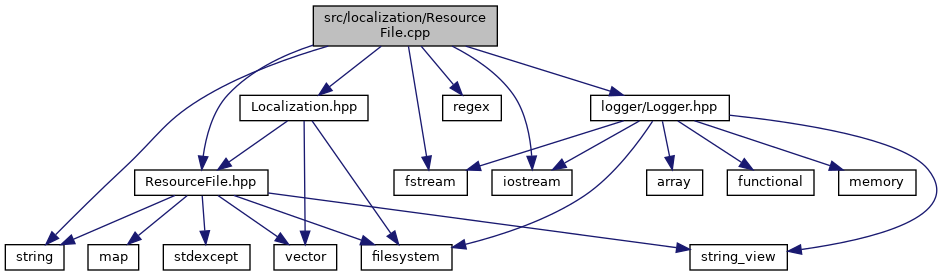 src/localization/Resource
File.cpp
Localization.hpp
regex
logger/Logger.hpp
ResourceFile.hpp
fstream
iostream
array
functional
memory
string
map
stdexcept
vector
filesystem
string_view